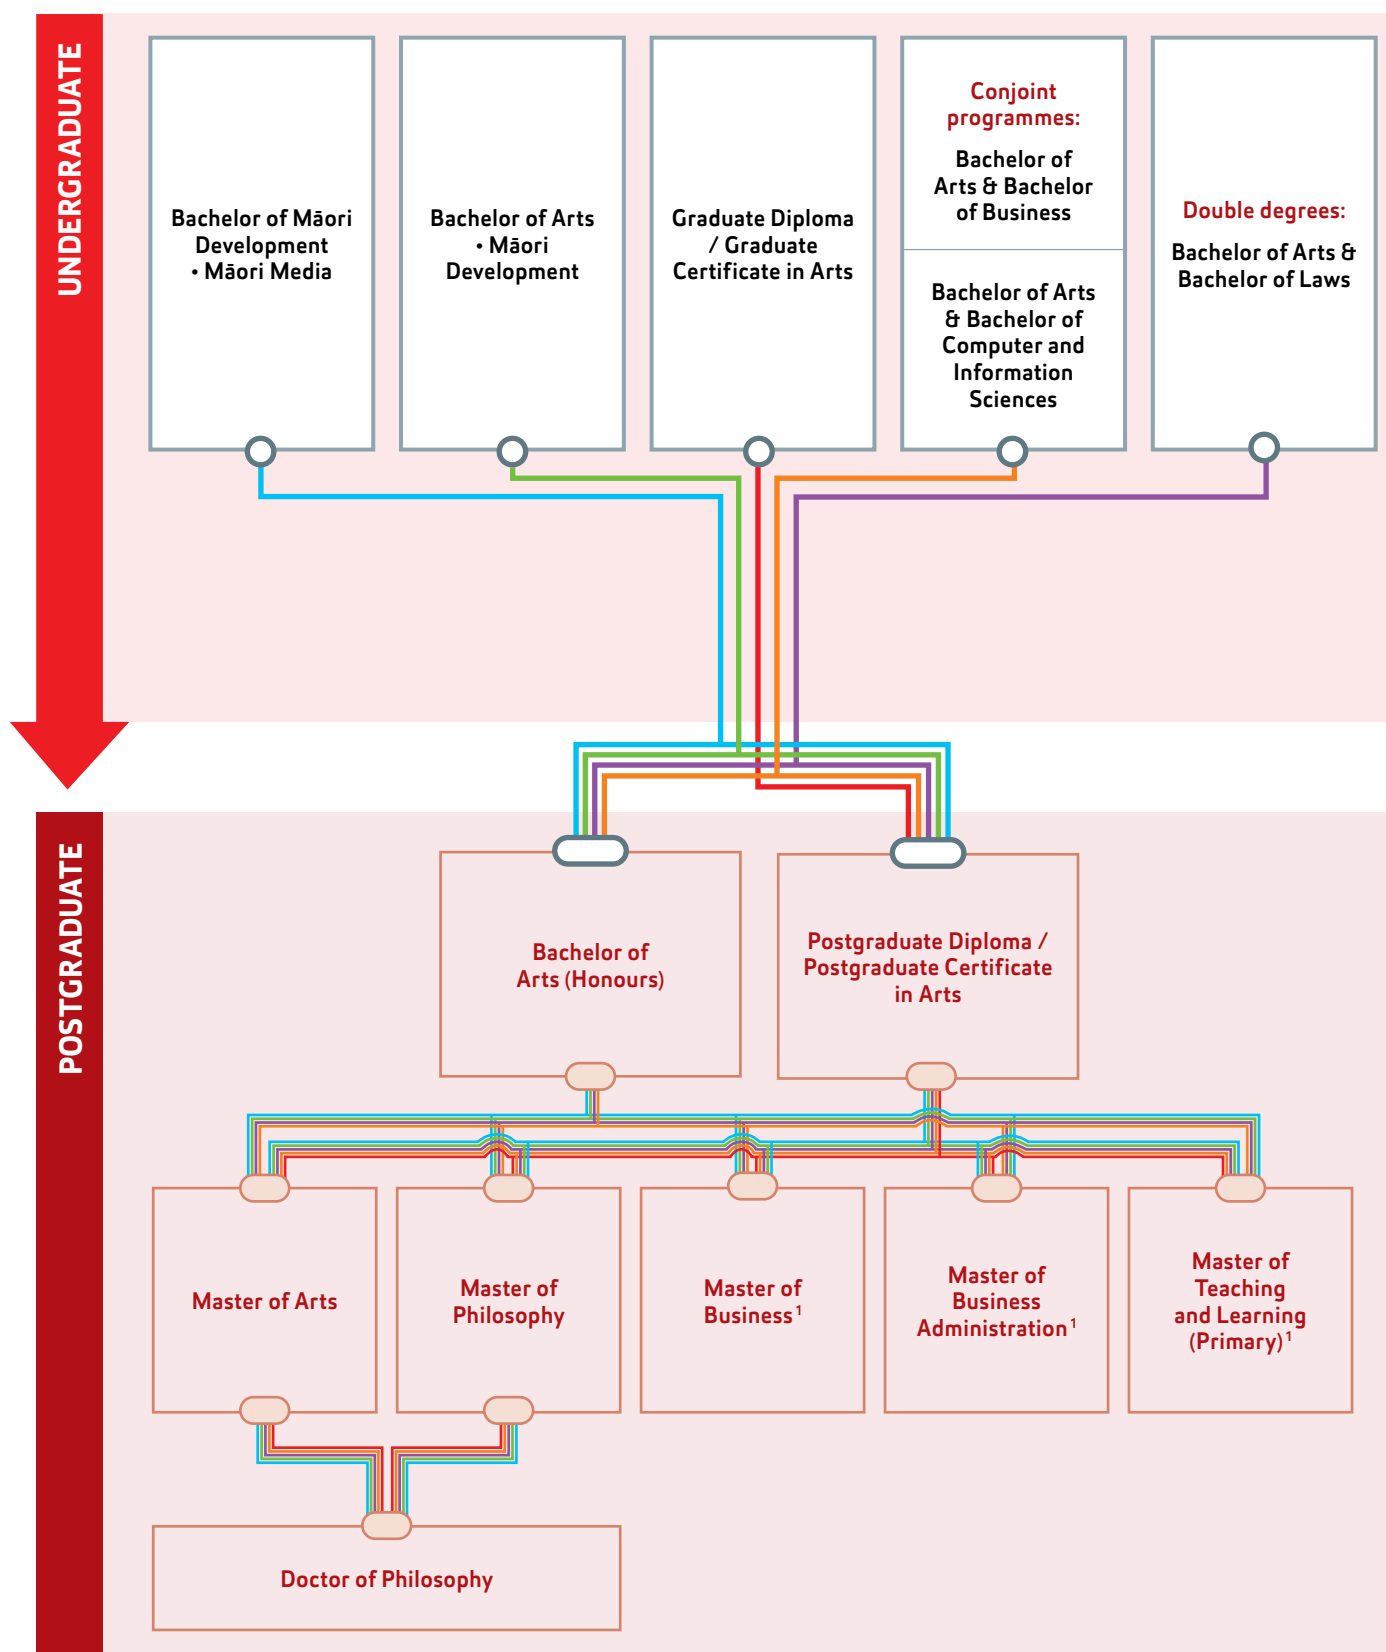 UNDERGRADUATE
Bachelor of Māori
Development
• Māori Media
Bachelor of Arts
• Māori
Development
Graduate Diploma
/ Graduate
Certificate in Arts
Conjoint
programmes:
Bachelor of
Arts & Bachelor
of Business
Bachelor of Arts
& Bachelor of
Computer and
Information
Sciences
Double degrees:
Bachelor of Arts &
Bachelor of Laws
POSTGRADUATE
Bachelor of
Arts (Honours)
Postgraduate Diploma /
Postgraduate Certificate
in Arts
Master of Arts
Master of
Philosophy
Master of
Business¹
Master of
Business
Administration¹
Master of
Teaching
and Learning
(Primary)¹
Doctor of Philosophy